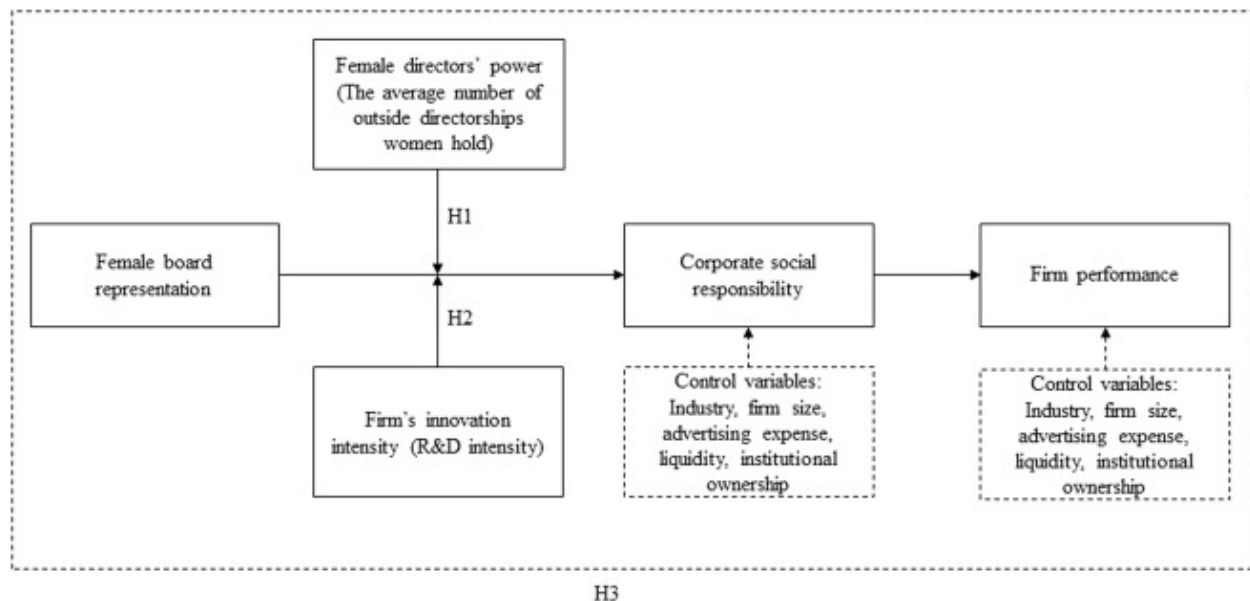 Female directors’ power
(The average number of
outside directorships
women hold)
H1
Female board
representation
Corporate social
responsibility
Firm performance
H2
Firm’s innovation
intensity (R&D intensity)
Control variables:
Industry, firm size,
advertising expense,
liquidity, institutional
ownership
Control variables:
Industry, firm size,
advertising expense,
liquidity, institutional
ownership
H3